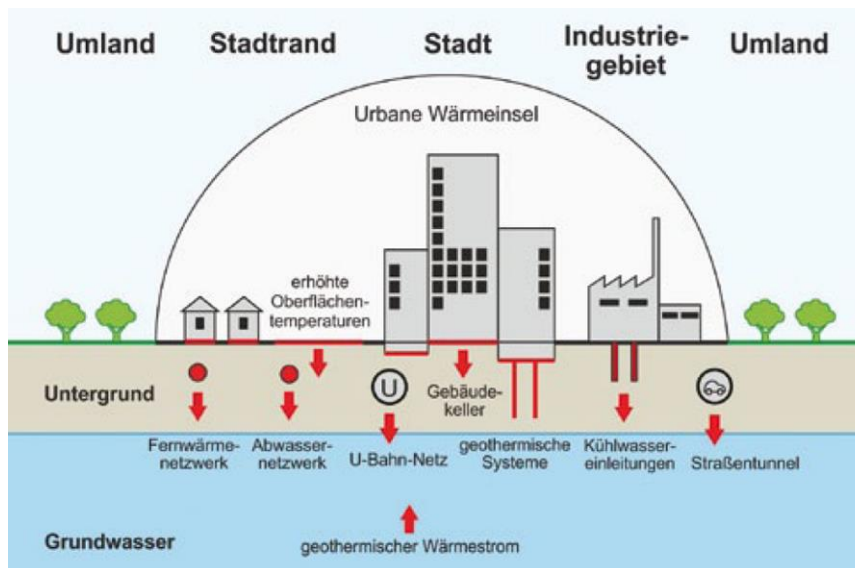 Umland Stadtrand Stadt Industrie-
gebiet Umland
Urbane Wärmeinsel
erhöhte
Oberflächen-
temperaturen
Untergrund
U
Gebäude-
keller
Fernwärme-
netzwerk
Abwasser-
netzwerk
U-Bahn-Netz
geothermische
Systeme
Kühlwasser-
einleitungen
Straßentunnel
Grundwasser
geothermischer Wärmestrom